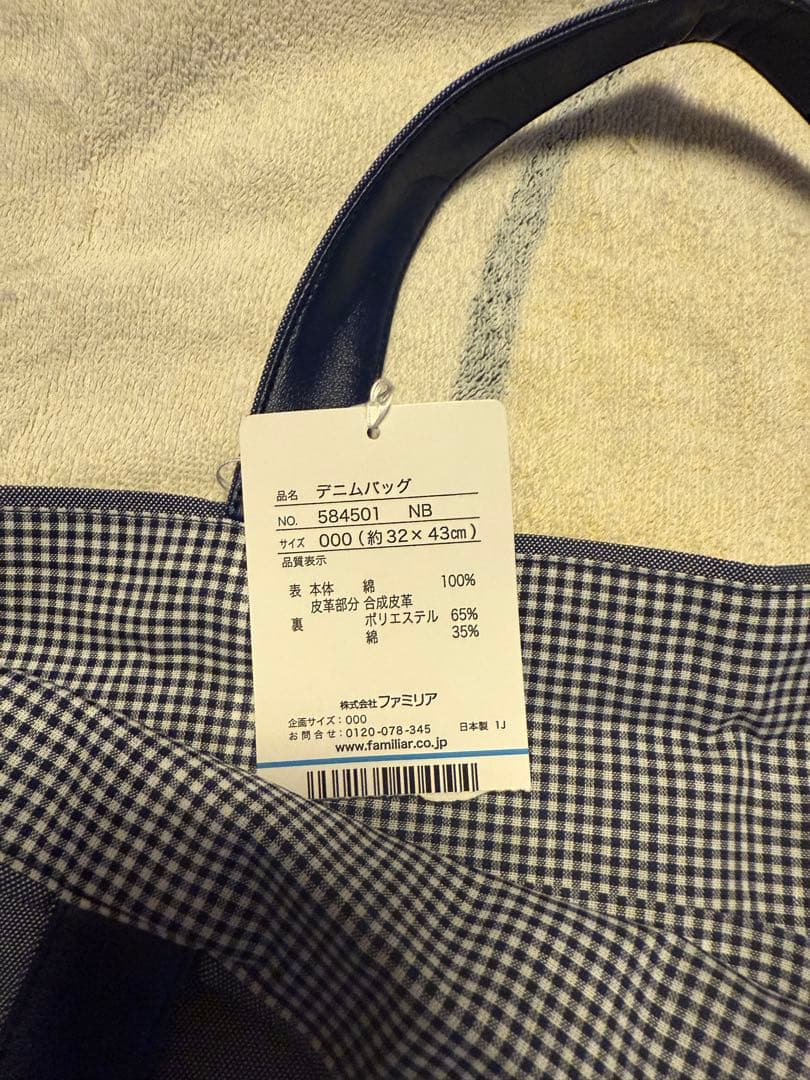 品名 デニムバッグ
NO. 584501 NB
サイズ 000(約32×43㎝)
品質表示
表 本体 綿 100%
皮革部分 合成皮革
裏 ポリエステル 65%
綿 35%
株式会社ファミリア
企画サイズ：000
お問合せ：0120-078-345 日本製 1J
www.familiar.co.jp